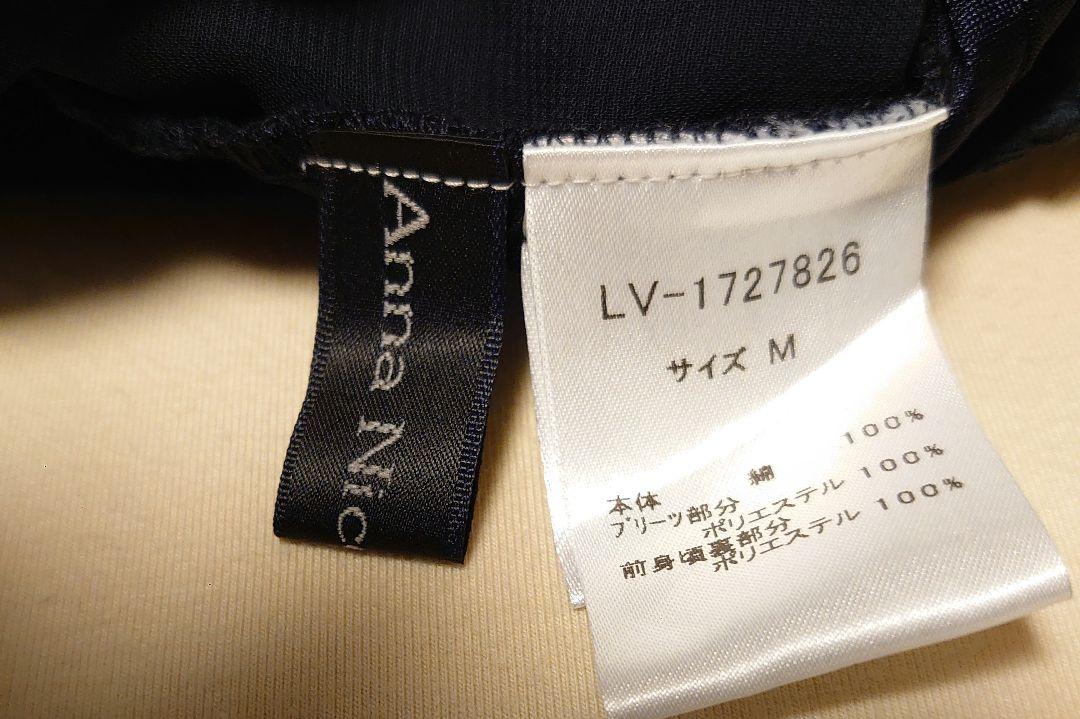 Anna Nic
LV-1727826
サイズ M
本体 綿 100%
プリーツ部分
ポリエステル 100%
前身頃裏部分
ポリエステル 100%